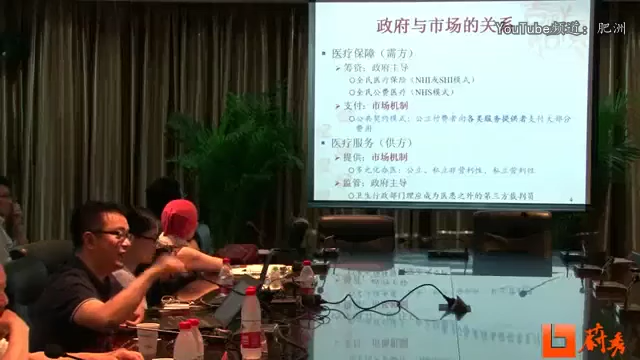 政府与市场的关系
YouTube频道：肥洲
▪ 医疗保障（需方）
➢筹资：政府主导
全民医疗保险（NHI或SHI模式）
全民公费医疗（NHS模式）
➢支付：市场机制
公共契约模式：公立付费者向各类服务提供者支付大部分
费用
▪ 医疗服务（供方）
➢提供：市场机制
多元化办医：公立、私立非营利性、私立营利性
➢监管：政府主导
卫生行政部门理应成为医患之外的第三方裁判员
4